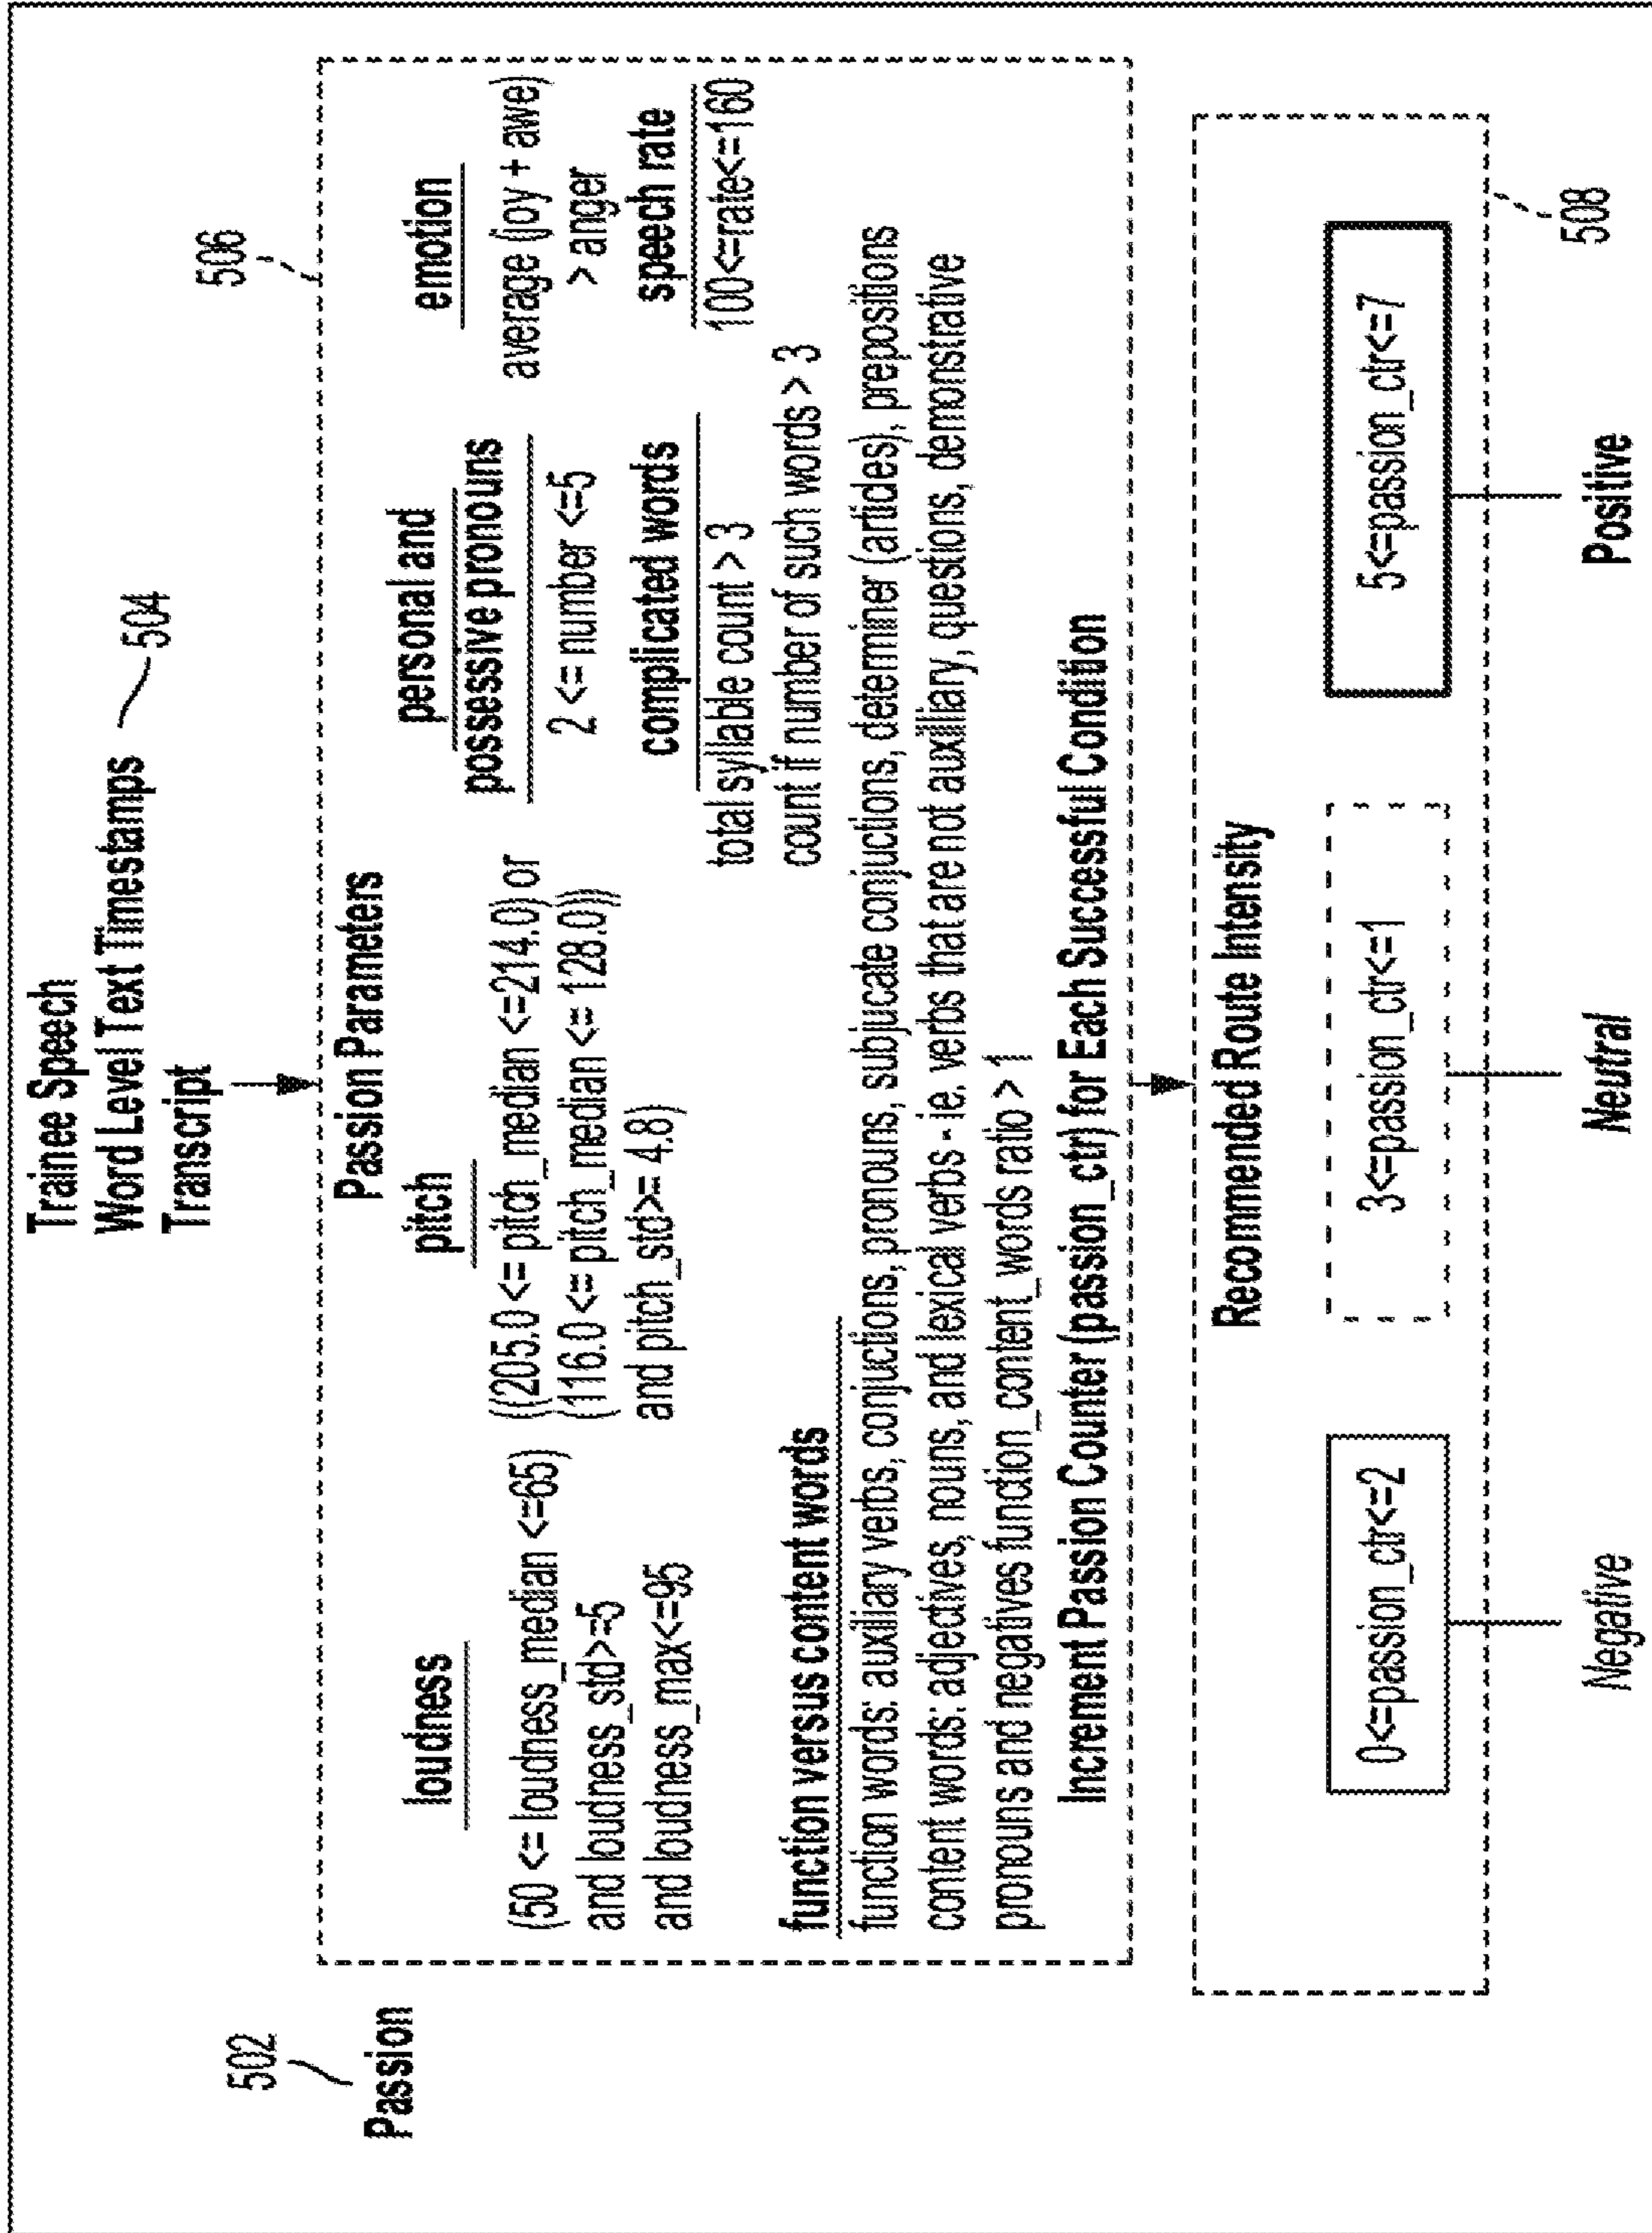 Trainee Speech
Word Level Text Timestamps
Transcript
504
502
Passion
506
Passion Parameters
loudness
(50 <= loudness_median <=65)
and loudness_std>=5
and loudness_max<=95
pitch
((205.0 <= pitch_median <=214.0) or
(116.0 <= pitch_median <= 128.0))
and pitch_std>= 4.8)
personal and
possessive pronouns
2 <= number <=5
emotion
average (joy + awe)
> anger
complicated words
total syllable count > 3
count if number of such words > 3
speech rate
100<=rate<=160
function versus content words
function words: auxiliary verbs, conjuctions, pronouns, subjucate conjuctions, determiner (articles), prepositions
content words: adjectives, nouns, and lexical verbs - ie. verbs that are not auxiliary, questions, demonstrative
pronouns and negatives function_content_words ratio > 1
Increment Passion Counter (passion_ctr) for Each Successful Condition
Recommended Route Intensity
0<=passion_ctr<=2
3<=passion_ctr<=1
5<=passion_ctr<=7
508
Negative
Neutral
Positive